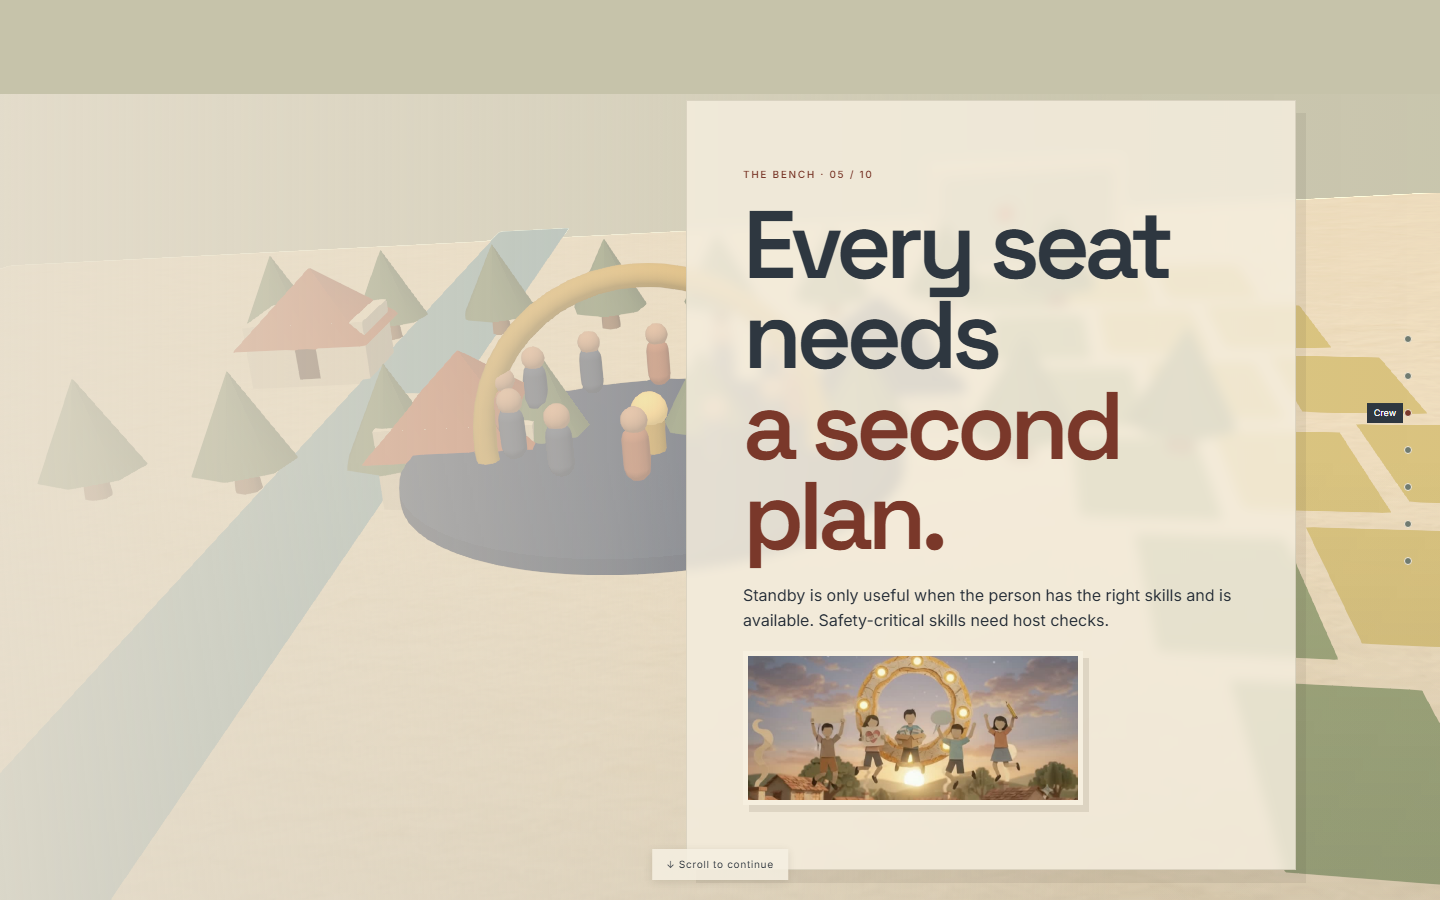 THE BENCH · 05 / 10
Every seat
needs
a second
plan.
Standby is only useful when the person has the right skills and is
available. Safety-critical skills need host checks.
Crew
↓ Scroll to continue